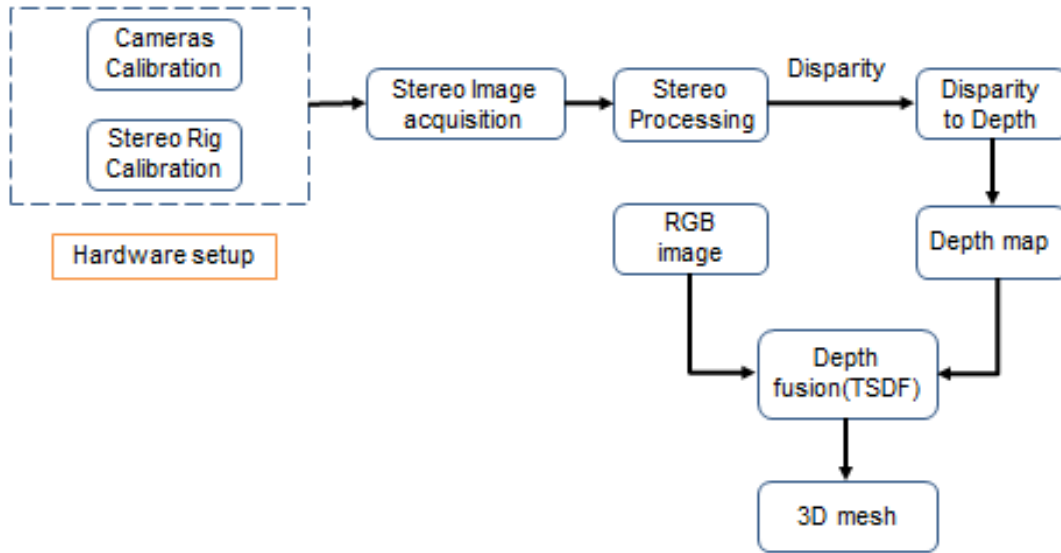 Cameras
Calibration
Stereo Rig
Calibration
Hardware setup
Stereo Image
acquisition
Stereo
Processing
Disparity
Disparity
to Depth
RGB
image
Depth map
Depth
fusion(TSDF)
3D mesh